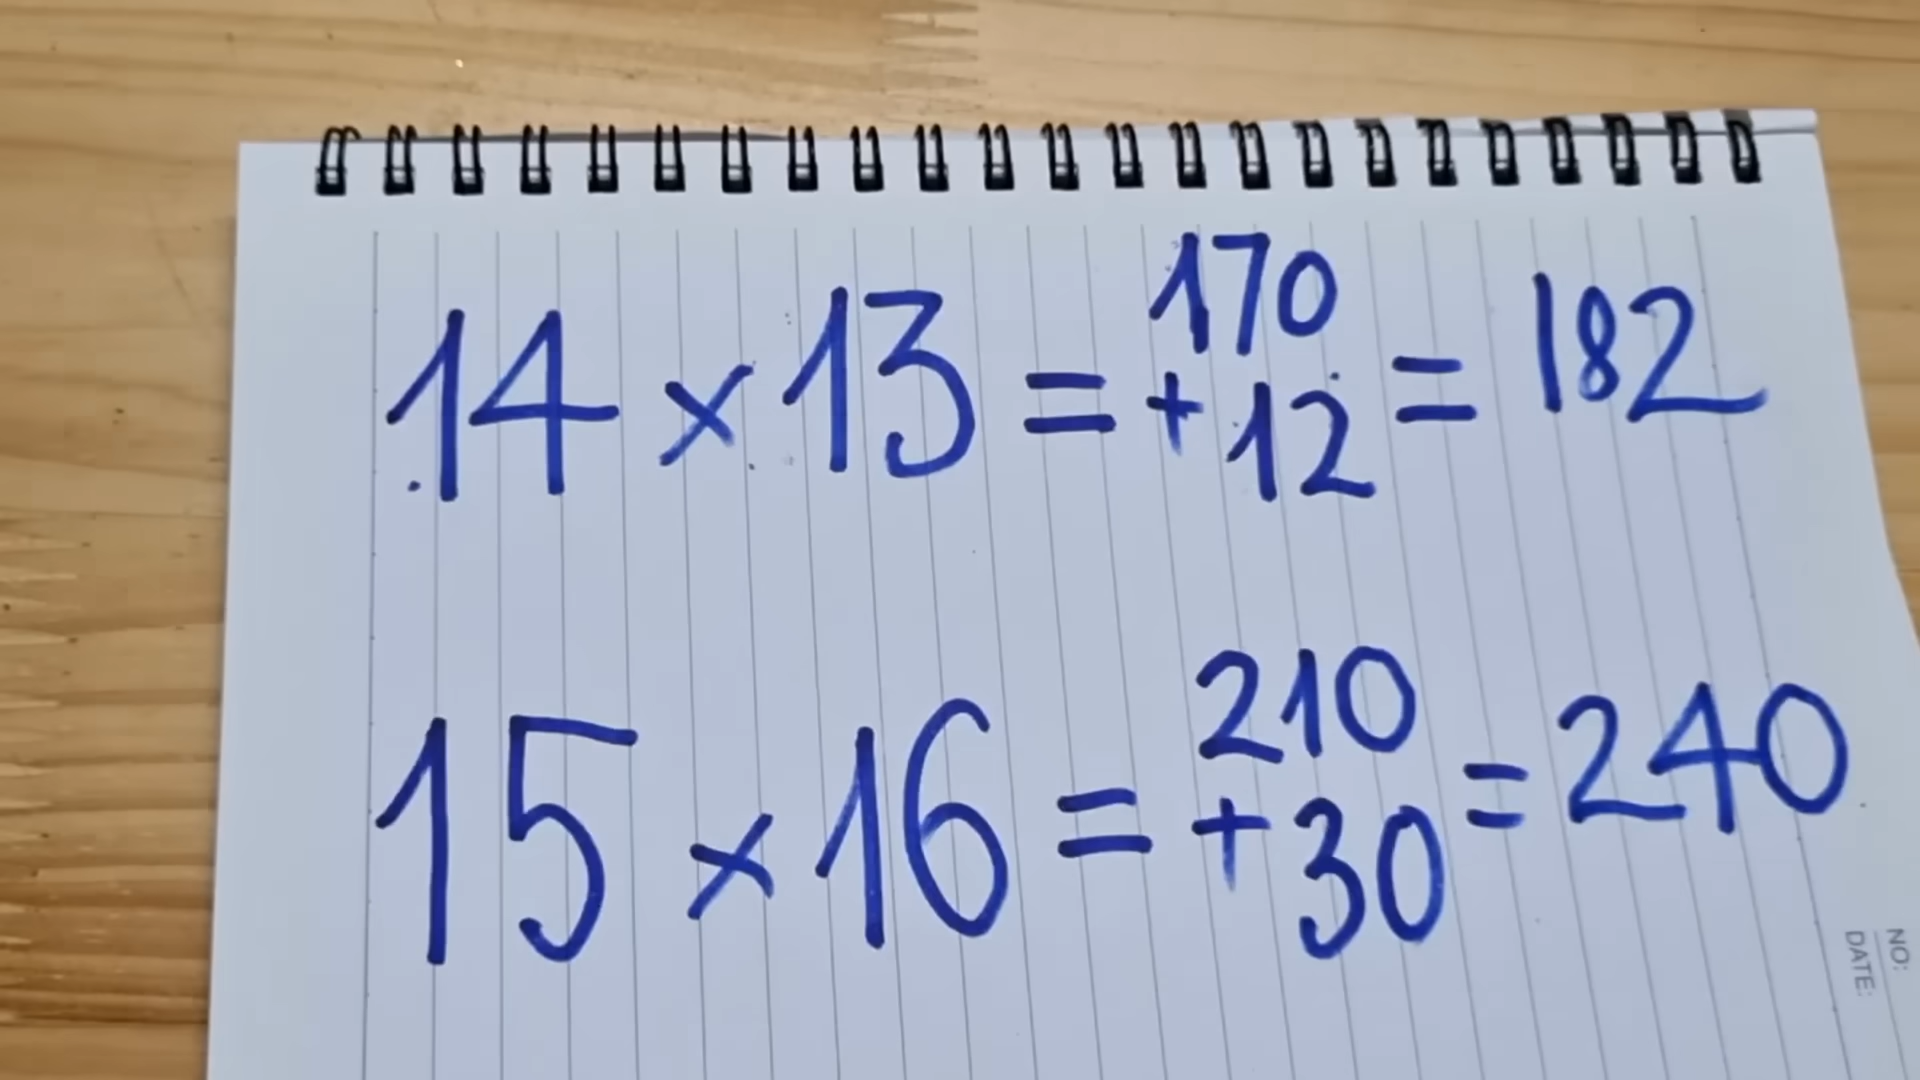 14 × 13 = 170 + 12 = 182
15 × 16 = 210 + 30 = 240
NO:
DATE: